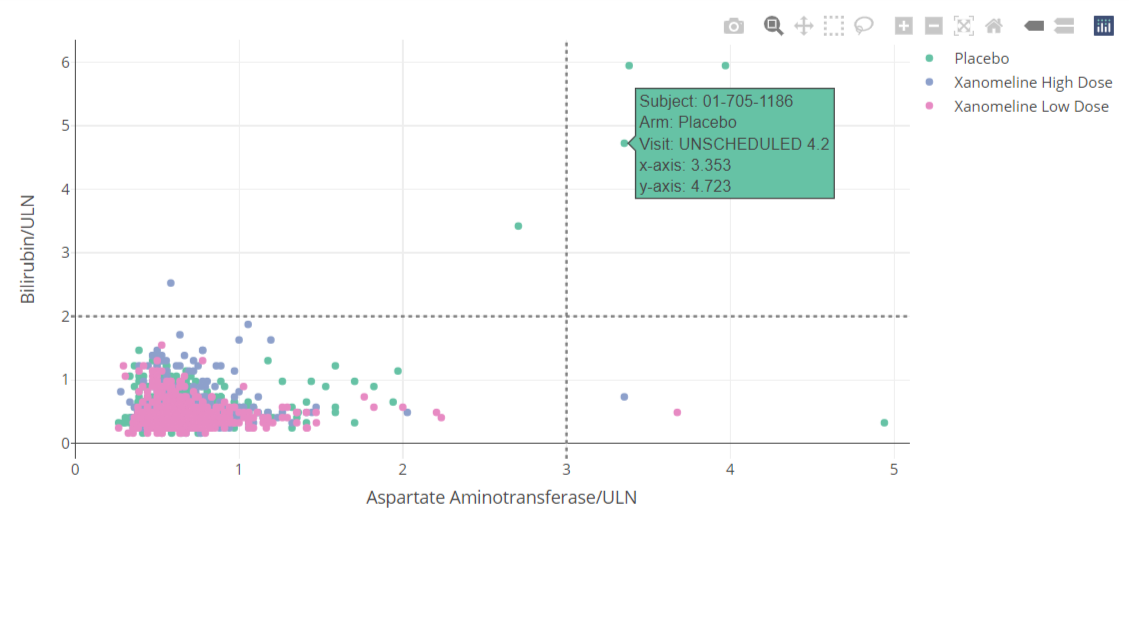 Placebo
Xanomeline High Dose
Xanomeline Low Dose
Subject: 01-705-1186
Arm: Placebo
Visit: UNSCHEDULED 4.2
x-axis: 3.353
y-axis: 4.723
Bilirubin/ULN
6
5
4
3
2
1
0
0 1 2 3 4 5
Aspartate Aminotransferase/ULN